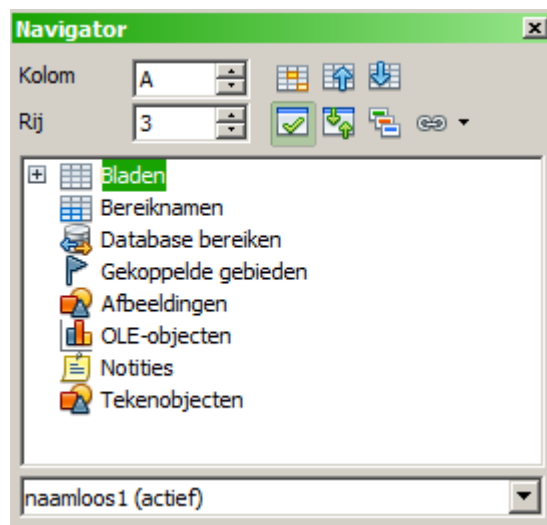 Navigator
Kolom A
Rij 3
Bladen
Bereiknamen
Database bereiken
Gekoppelde gebieden
Afbeeldingen
OLE-objecten
Notities
Tekenobjecten
naamloos1 (actief)